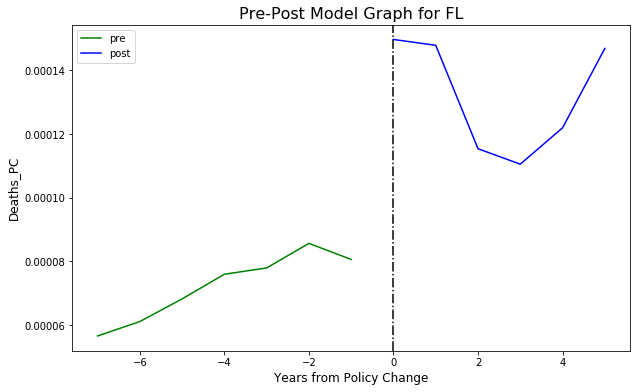 Pre-Post Model Graph for FL
pre
post
0.00014
0.00012
0.00010
0.00008
0.00006
Deaths_PC
−6 −4 −2 0 2 4
Years from Policy Change